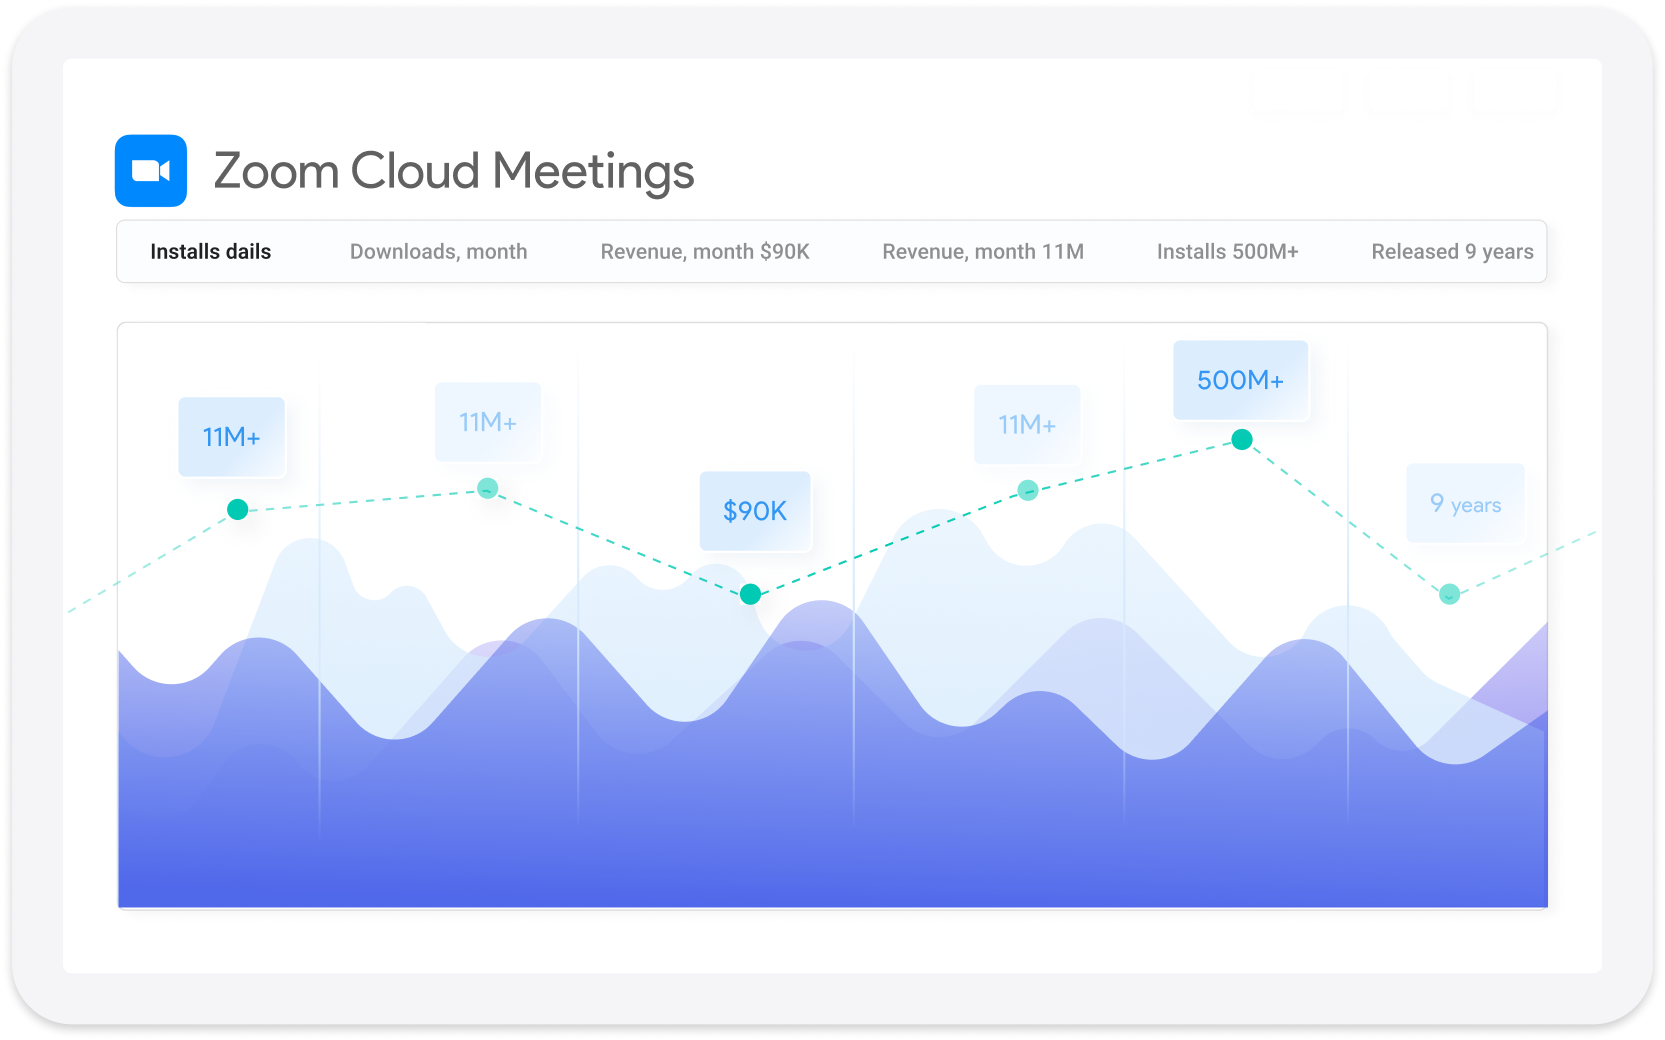 Zoom Cloud Meetings
Installs dails
Downloads, month
Revenue, month $90K
Revenue, month 11M
Installs 500M+
Released 9 years
11M+
11M+
$90K
11M+
500M+
9 years